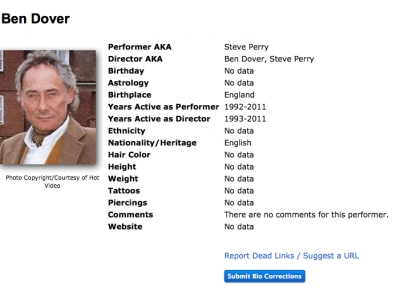 Ben Dover
Performer AKA Steve Perry
Director AKA Ben Dover, Steve Perry
Birthday No data
Astrology No data
Birthplace England
Years Active as Performer 1992-2011
Years Active as Director 1993-2011
Ethnicity No data
Nationality/Heritage English
Hair Color No data
Height No data
Weight No data
Tattoos No data
Piercings No data
Comments There are no comments for this performer.
Website No data
Photo Copyright/Courtesy of Hot
Video
Report Dead Links / Suggest a URL
Submit Bio Corrections